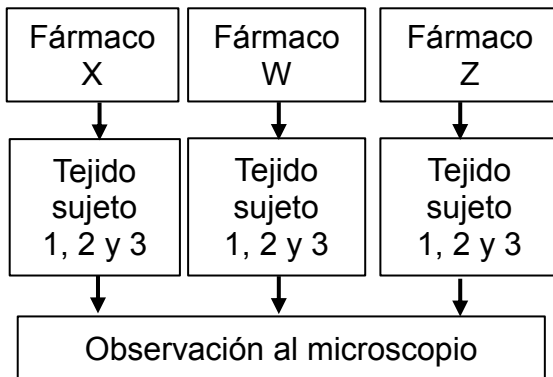 Fármaco
X
Fármaco
W
Fármaco
Z
Tejido
sujeto
1, 2 y 3
Tejido
sujeto
1, 2 y 3
Tejido
sujeto
1, 2 y 3
Observación al microscopio